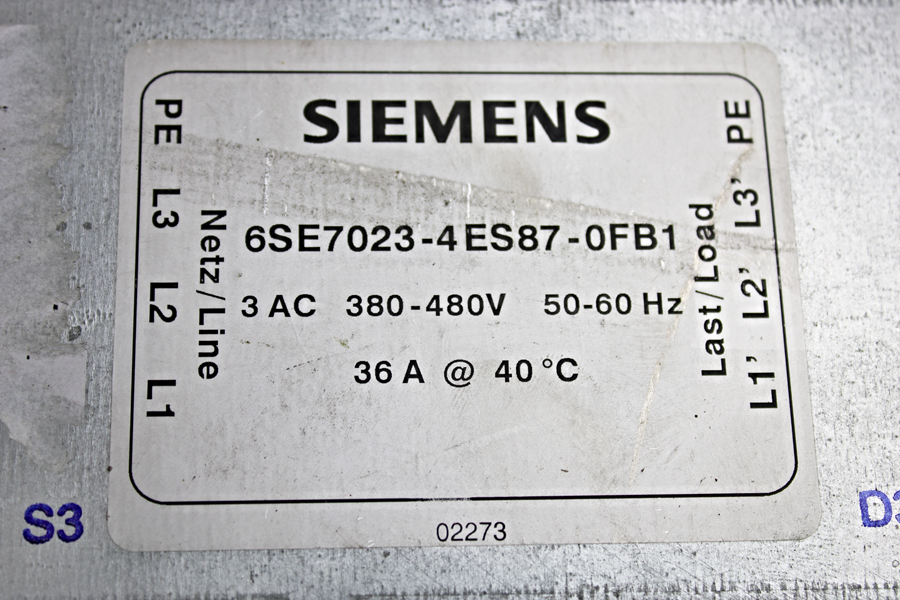 SIEMENS
PE L3 L2 L1
Netz/Line
6SE7023-4ES87-0FB1
3 AC 380-480V 50-60 Hz
36 A @ 40 °C
Last/Load
L1' L2' L3' PE
02273
S3